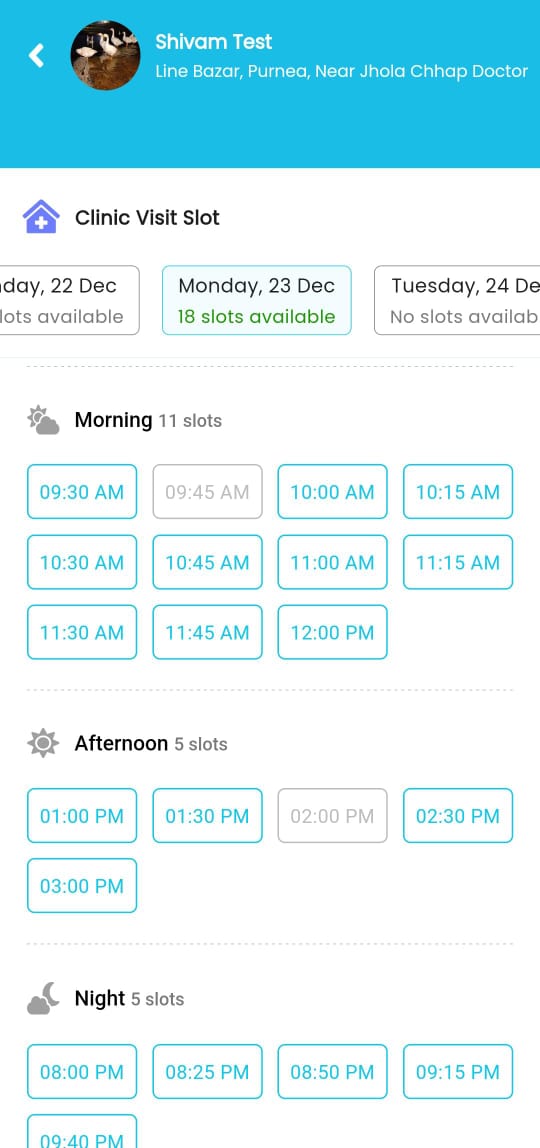 Shivam Test
Line Bazar, Purnea, Near Jhola Chhap Doctor
Clinic Visit Slot
day, 22 Dec
Monday, 23 Dec
Tuesday, 24 De
lots available
18 slots available
No slots availab
Morning 11 slots
09:30 AM 09:45 AM 10:00 AM 10:15 AM
10:30 AM 10:45 AM 11:00 AM 11:15 AM
11:30 AM 11:45 AM 12:00 PM
Afternoon 5 slots
01:00 PM 01:30 PM 02:00 PM 02:30 PM
03:00 PM
Night 5 slots
08:00 PM 08:25 PM 08:50 PM 09:15 PM
09:40 PM